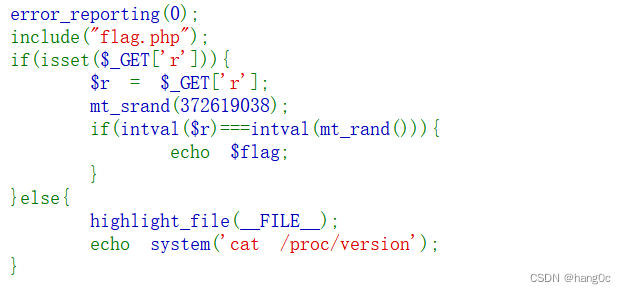 error_reporting(0);
include("flag.php");
if(isset($_GET['r'])){
        $r  =  $_GET['r'];
        mt_srand(372619038);
        if(intval($r)===intval(mt_rand())){
                echo  $flag;
        }
}else{
        highlight_file(__FILE__);
        echo  system('cat  /proc/version');
}
CSDN @hang0c